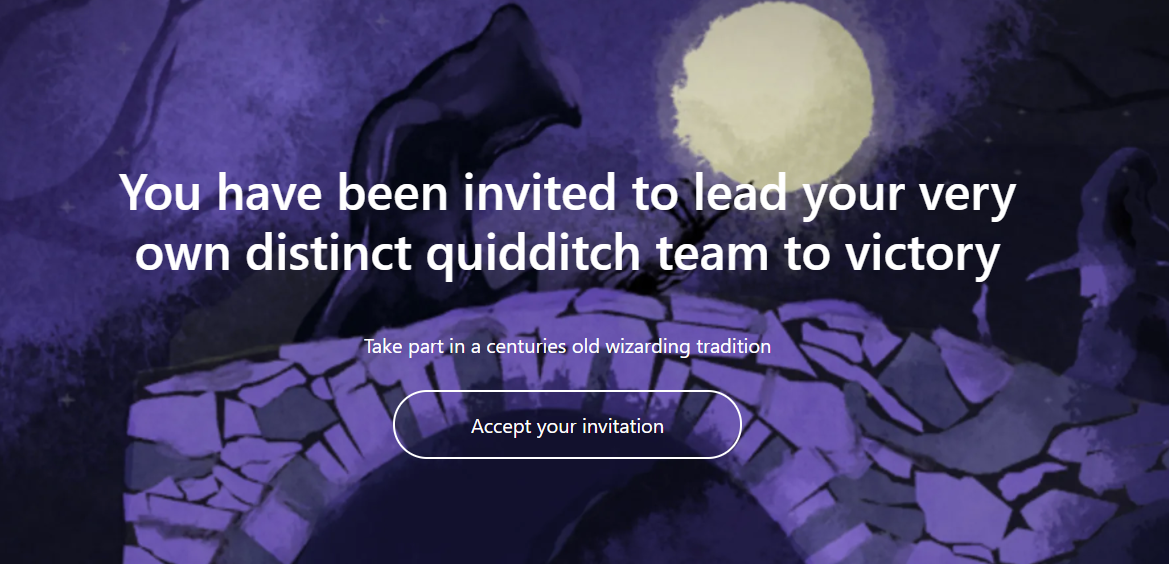 You have been invited to lead your very
own distinct quidditch team to victory
Take part in a centuries old wizarding tradition
Accept your invitation